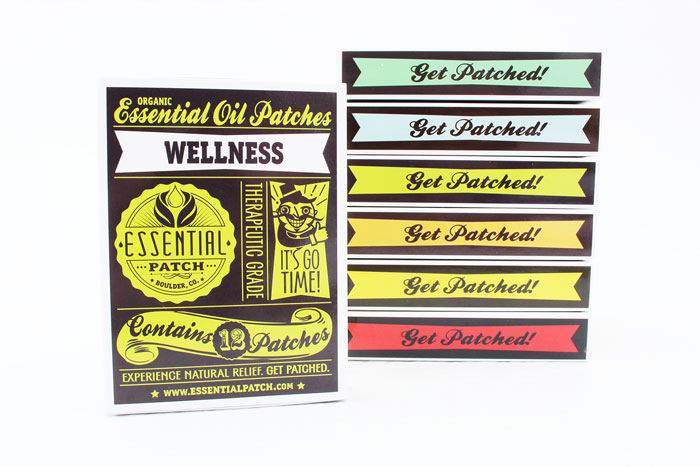 ORGANIC
Essential Oil Patches
WELLNESS
ESSENTIAL
PATCH
BOULDER, CO.
THERAPEUTIC GRADE
IT'S GO
TIME!
Contains 12 Patches
EXPERIENCE NATURAL RELIEF. GET PATCHED.
★ WWW.ESSENTIALPATCH.COM ★
Get Patched!
Get Patched!
Get Patched!
Get Patched!
Get Patched!
Get Patched!